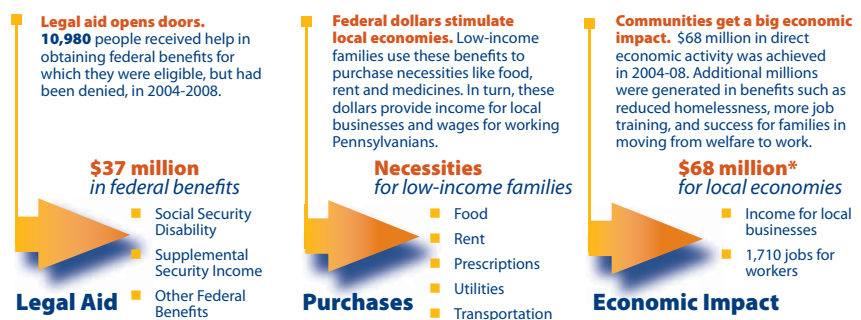 Legal aid opens doors.
10,980 people received help in
obtaining federal benefits for
which they were eligible, but had
been denied, in 2004-2008.
$37 million
in federal benefits
Social Security
Disability
Supplemental
Security Income
Other Federal
Benefits
Legal Aid
Federal dollars stimulate
local economies. Low-income
families use these benefits to
purchase necessities like food,
rent and medicines. In turn, these
dollars provide income for local
businesses and wages for working
Pennsylvanians.
Necessities
for low-income families
Food
Rent
Prescriptions
Utilities
Transportation
Purchases
Communities get a big economic
impact. $68 million in direct
economic activity was achieved
in 2004-08. Additional millions
were generated in benefits such as
reduced homelessness, more job
training, and success for families in
moving from welfare to work.
$68 million*
for local economies
Income for local
businesses
1,710 jobs for
workers
Economic Impact